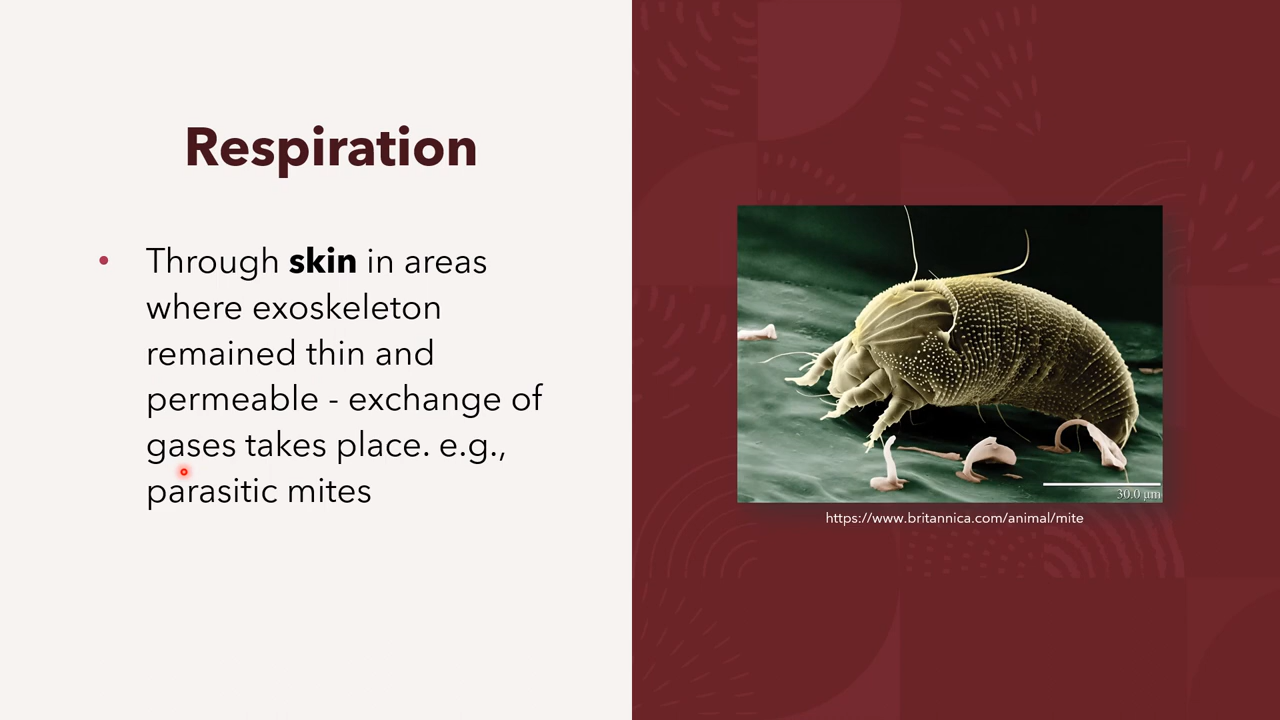 Respiration
• Through skin in areas
where exoskeleton
remained thin and
permeable - exchange of
gases takes place. e.g.,
parasitic mites
30.0 µm
https://www.britannica.com/animal/mite